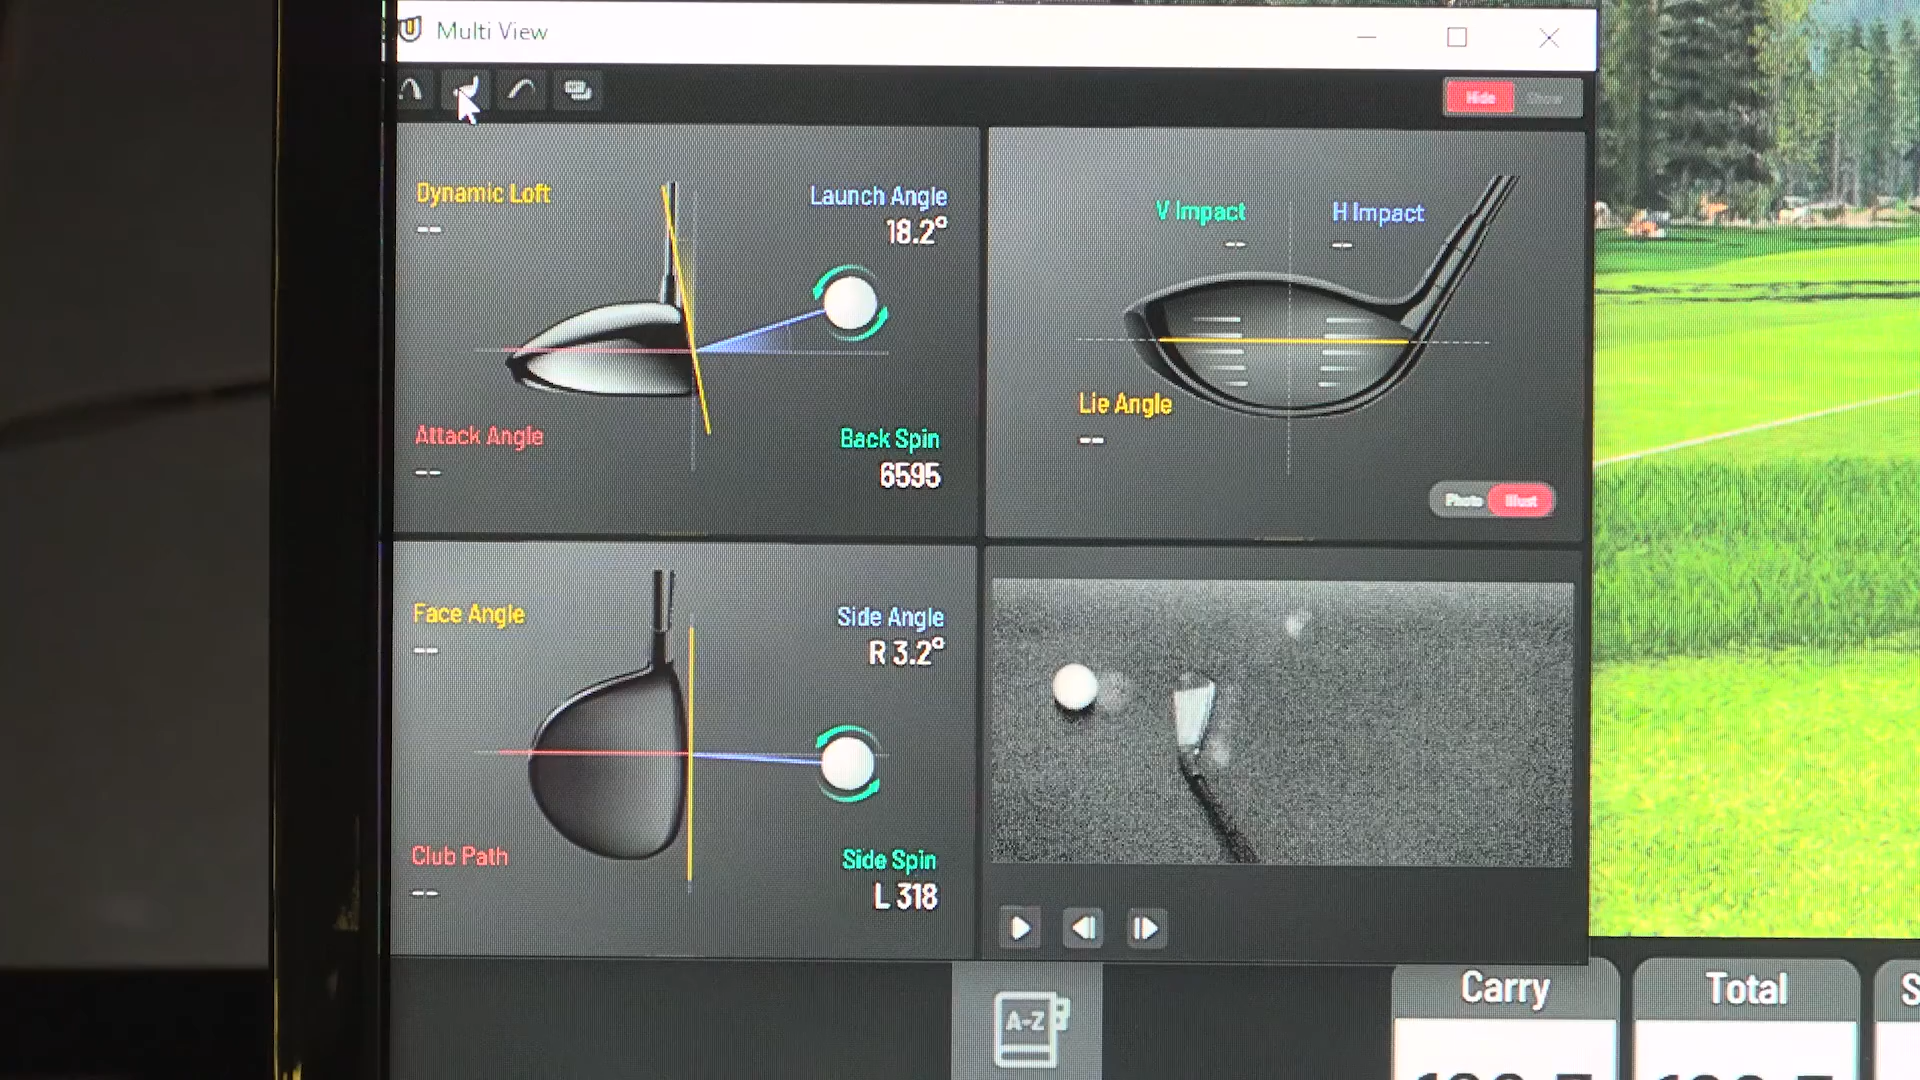 Multi View
Hide Show
Dynamic Loft
--
Launch Angle
18.2°
Attack Angle
--
Back Spin
6595
V Impact
--
H Impact
--
Lie Angle
--
Photo Illust
Face Angle
--
Side Angle
R 3.2°
Club Path
--
Side Spin
L 318
A-Z
Carry
Total